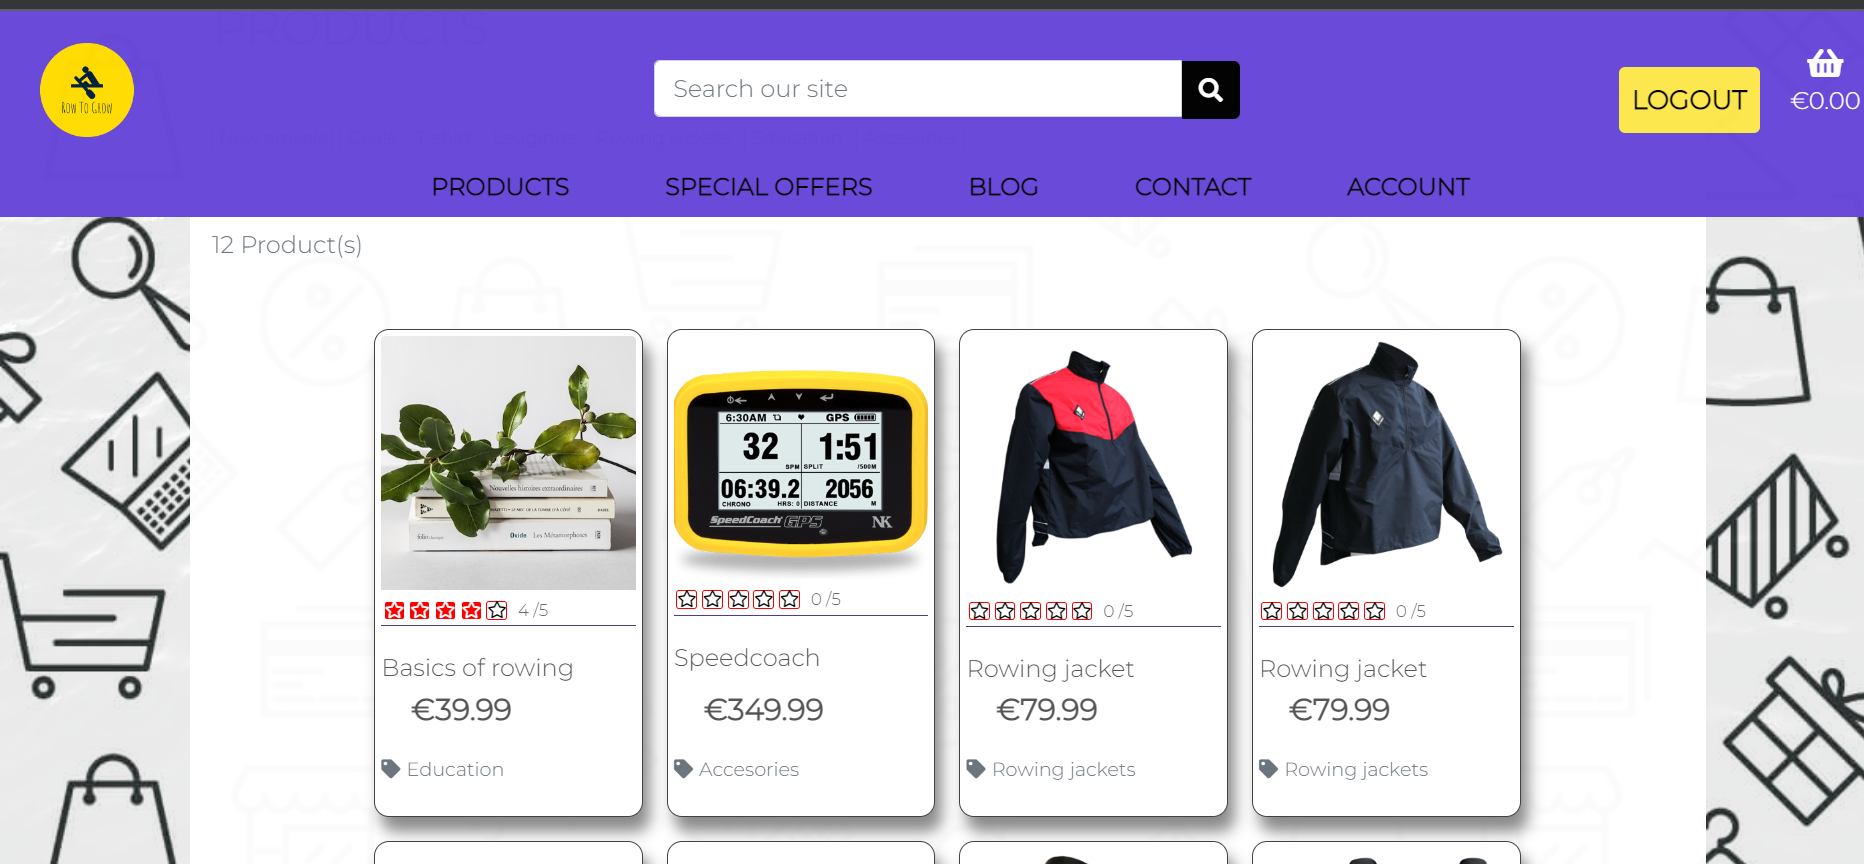 PRODUCTS
ROW TO GROW
Search our site
LOGOUT
€0.00
PRODUCTS
SPECIAL OFFERS
BLOG
CONTACT
ACCOUNT
12 Product(s)
Nouvelles histoires extraordinaires
Ovide Les Métamorphoses
4 /5
Basics of rowing
€39.99
Education
6:30AM GPS
32 SPM
1:51 SPLIT /500M
06:39.2 CHRONO HRS: 0
2056 DISTANCE M
SpeedCoach GPS NK
0 /5
Speedcoach
€349.99
Accesories
0 /5
Rowing jacket
€79.99
Rowing jackets
0 /5
Rowing jacket
€79.99
Rowing jackets